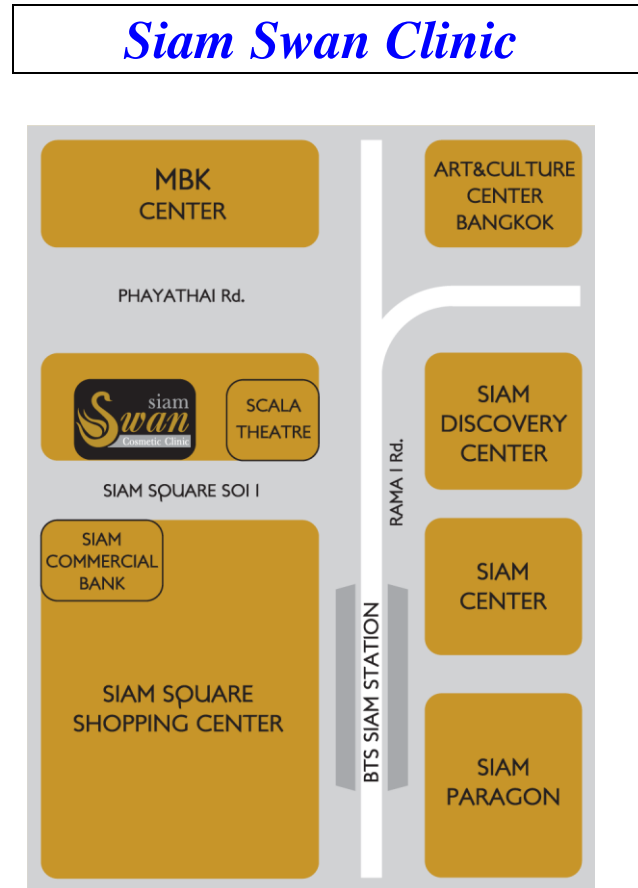 Siam Swan Clinic
MBK
CENTER
ART&CULTURE
CENTER
BANGKOK
PHAYATHAI Rd.
siam
Swan
Cosmetic Clinic
SCALA
THEATRE
SIAM
DISCOVERY
CENTER
RAMA I Rd.
SIAM SQUARE SOI I
SIAM
COMMERCIAL
BANK
SIAM
CENTER
BTS SIAM STATION
SIAM SQUARE
SHOPPING CENTER
SIAM
PARAGON